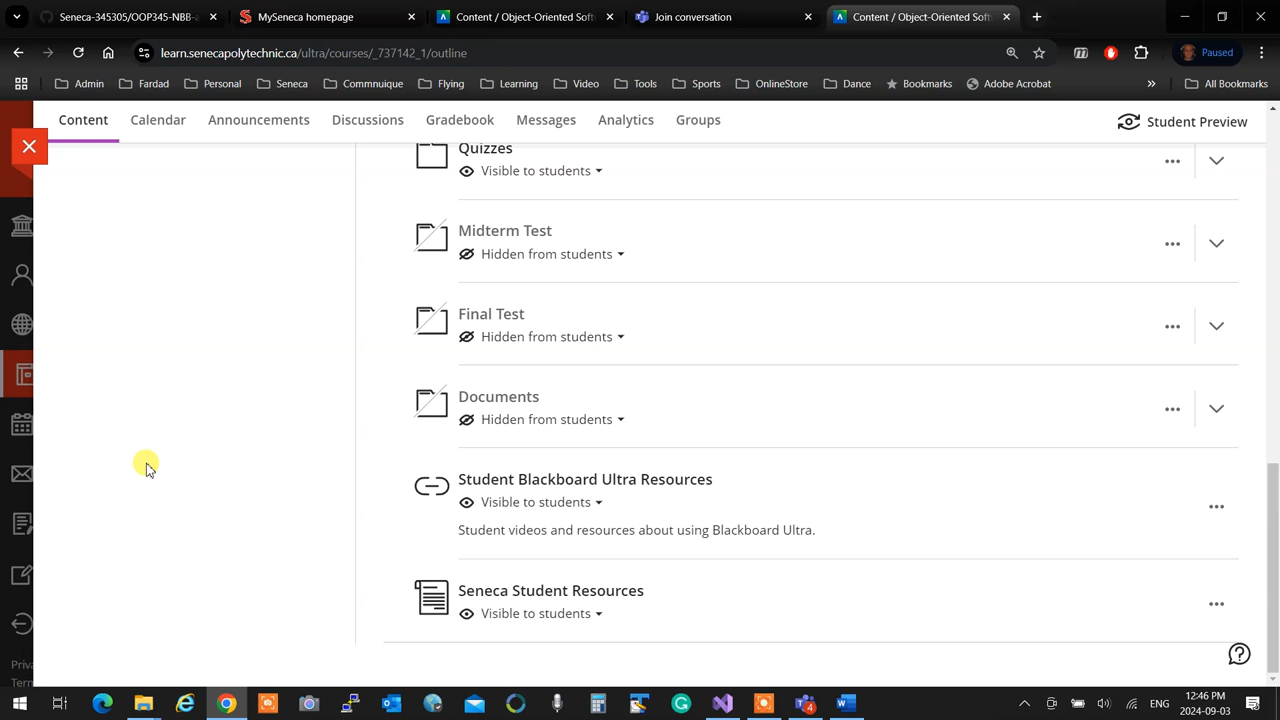 Seneca-345305/OOP345-NBB-
MySeneca homepage
Content / Object-Oriented Soft
Join conversation
Content / Object-Oriented Soft
learn.senecapolytechnic.ca/ultra/courses/_737142_1/outline
Paused
Admin
Fardad
Personal
Seneca
Commnuique
Flying
Learning
Video
Tools
Sports
OnlineStore
Dance
Bookmarks
Adobe Acrobat
All Bookmarks
Content
Calendar
Announcements
Discussions
Gradebook
Messages
Analytics
Groups
Student Preview
Quizzes
Visible to students
Midterm Test
Hidden from students
Final Test
Hidden from students
Documents
Hidden from students
Student Blackboard Ultra Resources
Visible to students
Student videos and resources about using Blackboard Ultra.
Seneca Student Resources
Visible to students
Priva
Term
ENG
12:46 PM
2024-09-03